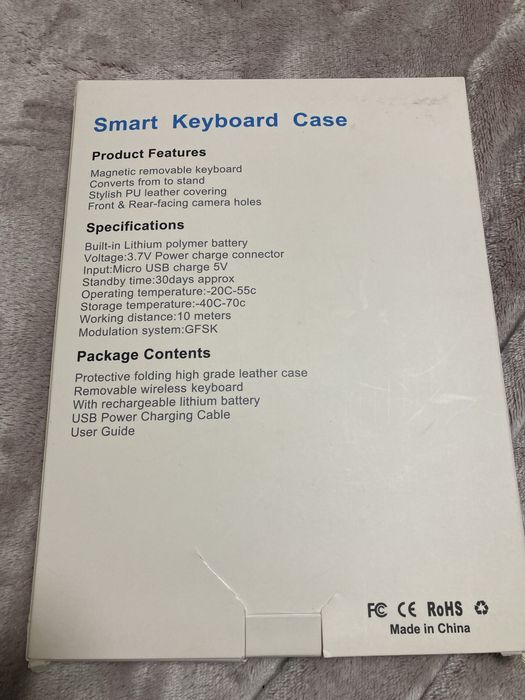 Smart Keyboard Case
Product Features
Magnetic removable keyboard
Converts from to stand
Stylish PU leather covering
Front & Rear-facing camera holes
Specifications
Built-in Lithium polymer battery
Voltage:3.7V Power charge connector
Input:Micro USB charge 5V
Standby time:30days approx
Operating temperature:-20C-55c
Storage temperature:-40C-70c
Working distance:10 meters
Modulation system:GFSK
Package Contents
Protective folding high grade leather case
Removable wireless keyboard
With rechargeable lithium battery
USB Power Charging Cable
User Guide
FC CE RoHS
Made in China